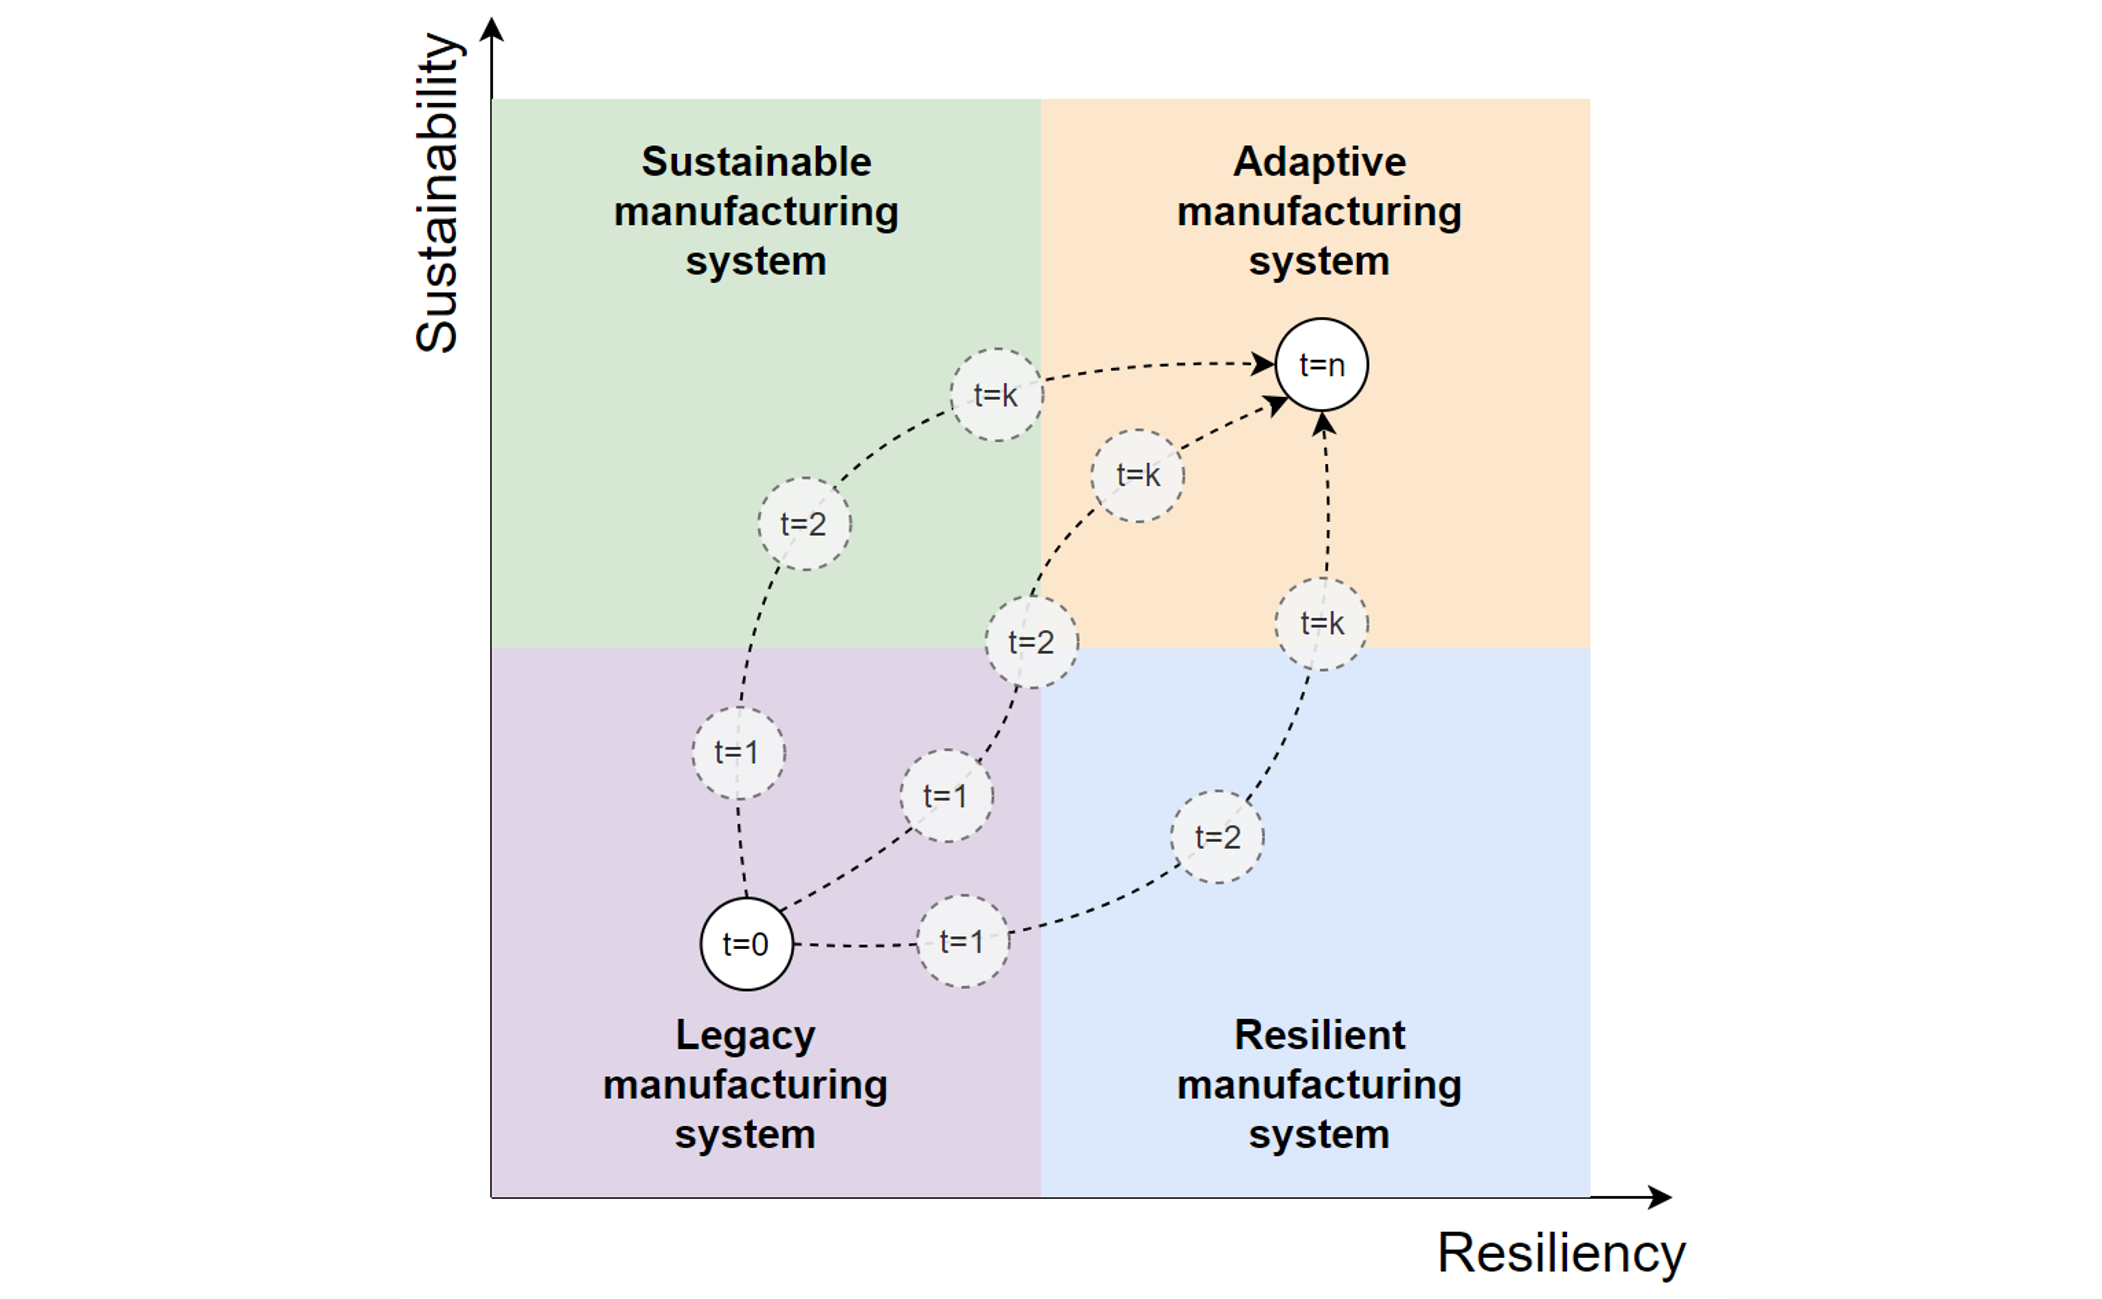 Sustainability
Sustainable
manufacturing
system
Adaptive
manufacturing
system
t=n
t=k
t=k
t=2
t=k
t=2
t=1
t=1
t=2
t=0
t=1
Legacy
manufacturing
system
Resilient
manufacturing
system
Resiliency